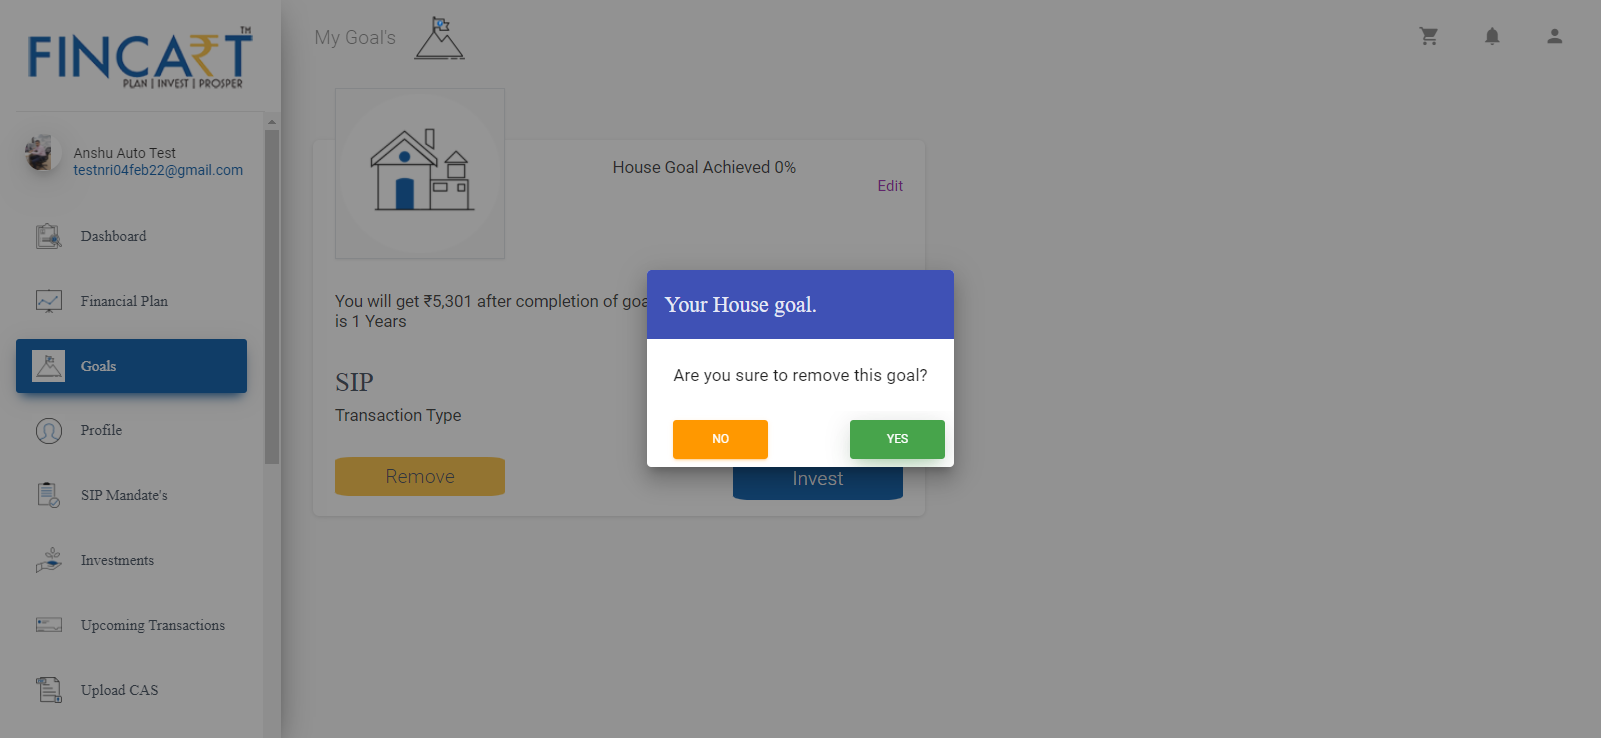 FINCART TM
PLAN | INVEST | PROSPER
Anshu Auto Test
testnri04feb22@gmail.com
Dashboard
Financial Plan
Goals
Profile
SIP Mandate's
Investments
Upcoming Transactions
Upload CAS
My Goal's
House Goal Achieved 0%
Edit
You will get ₹5,301 after completion of
is 1 Years
SIP
Transaction Type
Remove
Invest
Your House goal.
Are you sure to remove this goal?
NO
YES